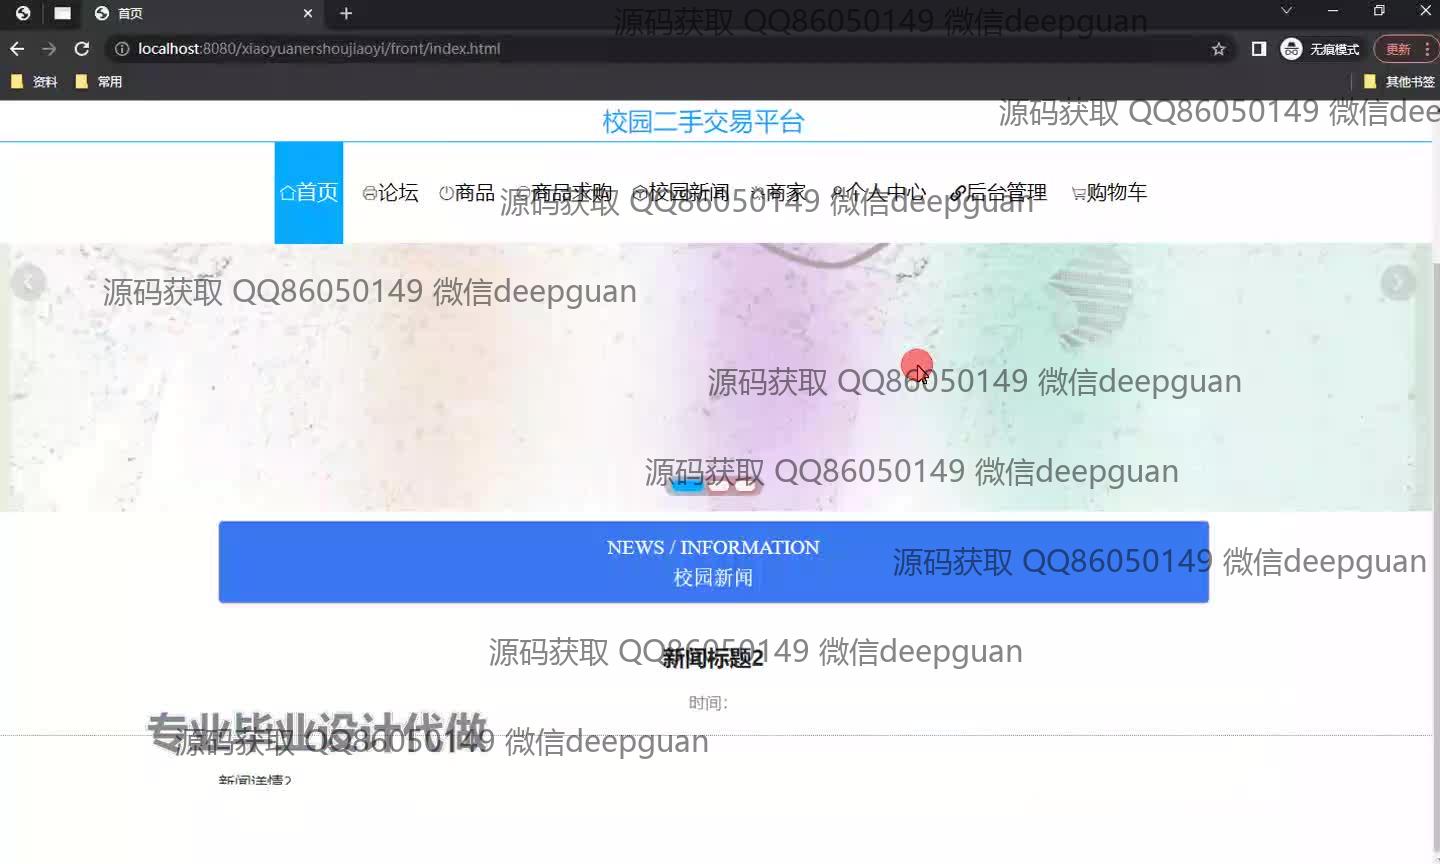 首页
源码获取 QQ86050149 微信deepguan
localhost:8080/xiaoyuanershoujiaoyi/front/index.html
无痕模式
更新
资料
常用
其他书签
源码获取 QQ86050149 微信dee
校园二手交易平台
首页 论坛 商品 商品求购 校园新闻 商家 个人中心 后台管理 购物车
源码获取 QQ86050149 微信deepguan
源码获取 QQ86050149 微信deepguan
源码获取 QQ86050149 微信deepguan
源码获取 QQ86050149 微信deepguan
NEWS / INFORMATION
源码获取 QQ86050149 微信deepguan
校园新闻
源码获取 QQ86050149 微信deepguan
新闻标题2
时间：
专业毕业设计代做
源码获取 QQ86050149 微信deepguan
新闻详情2